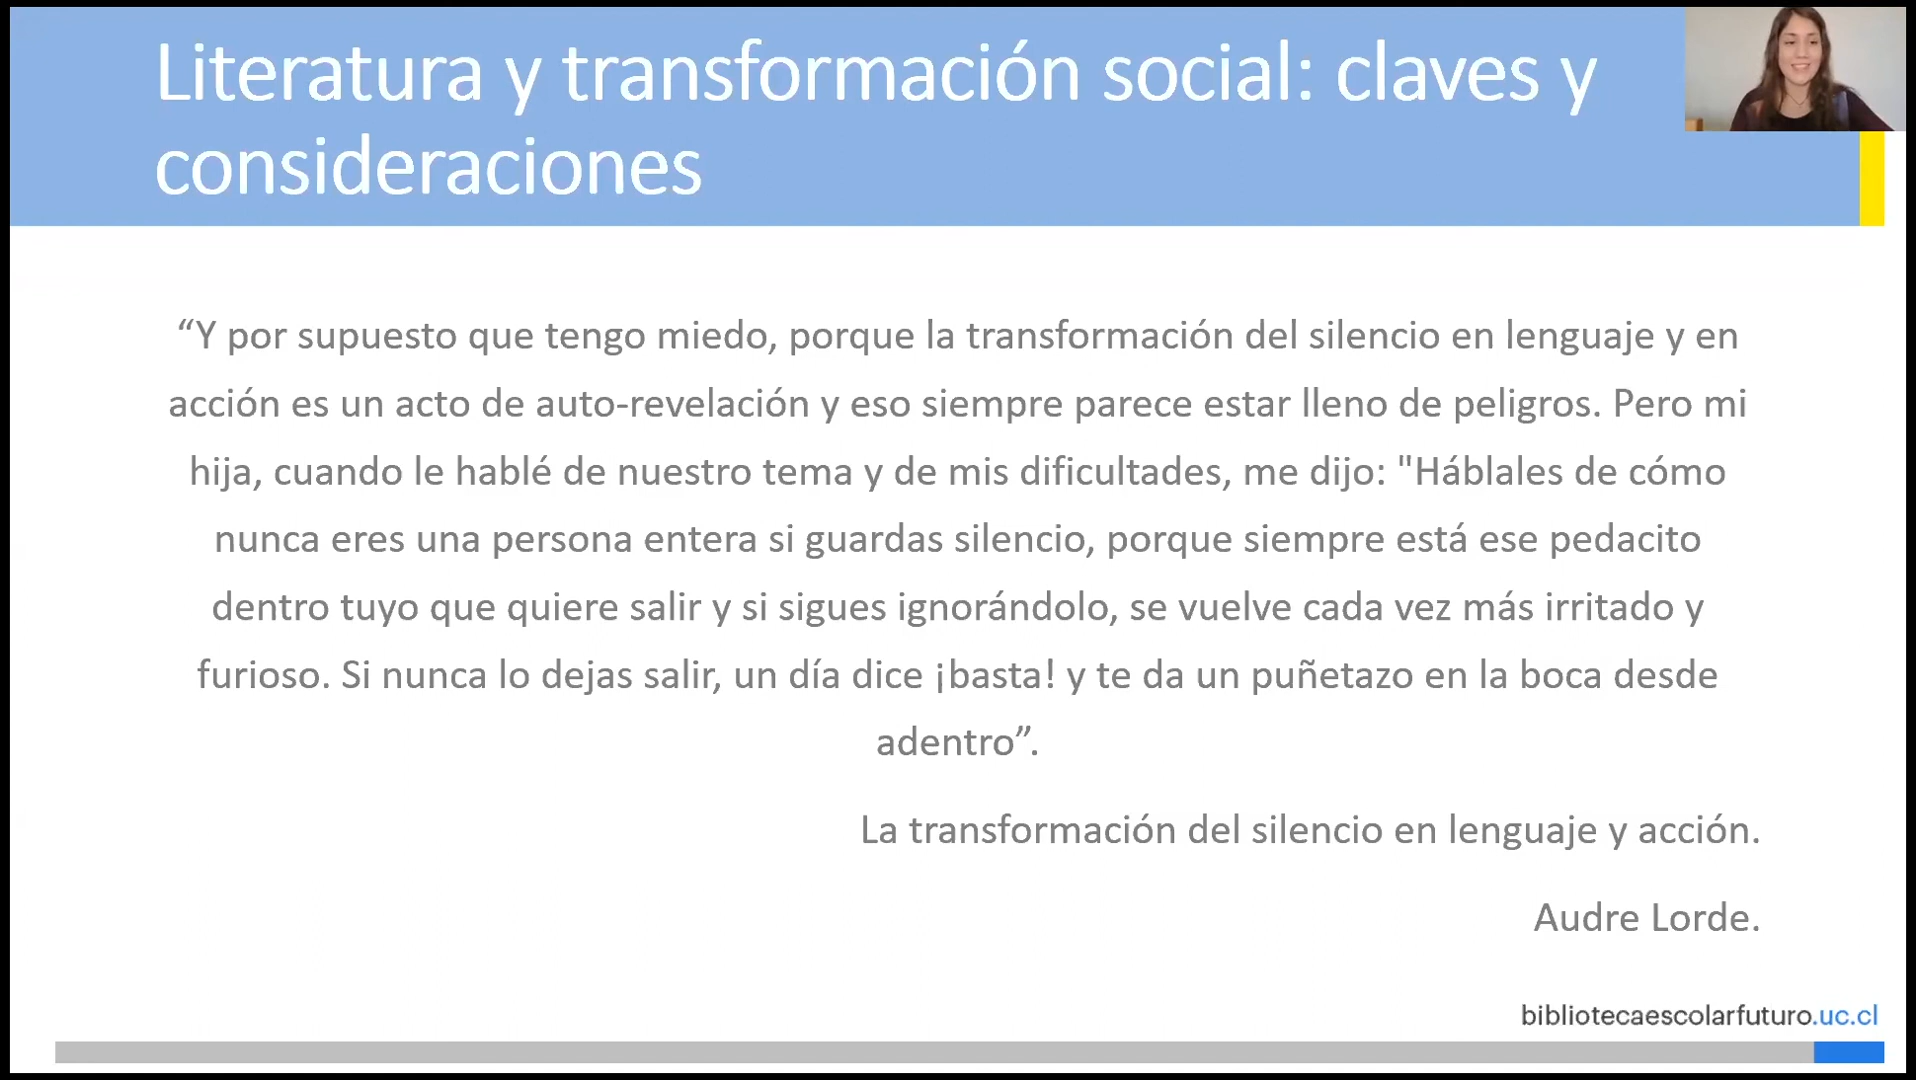 Literatura y transformación social: claves y
consideraciones
“Y por supuesto que tengo miedo, porque la transformación del silencio en lenguaje y en
acción es un acto de auto-revelación y eso siempre parece estar lleno de peligros. Pero mi
hija, cuando le hablé de nuestro tema y de mis dificultades, me dijo: "Háblales de cómo
nunca eres una persona entera si guardas silencio, porque siempre está ese pedacito
dentro tuyo que quiere salir y si sigues ignorándolo, se vuelve cada vez más irritado y
furioso. Si nunca lo dejas salir, un día dice ¡basta! y te da un puñetazo en la boca desde
adentro”.
La transformación del silencio en lenguaje y acción.
Audre Lorde.
bibliotecaescolarfuturo.uc.cl